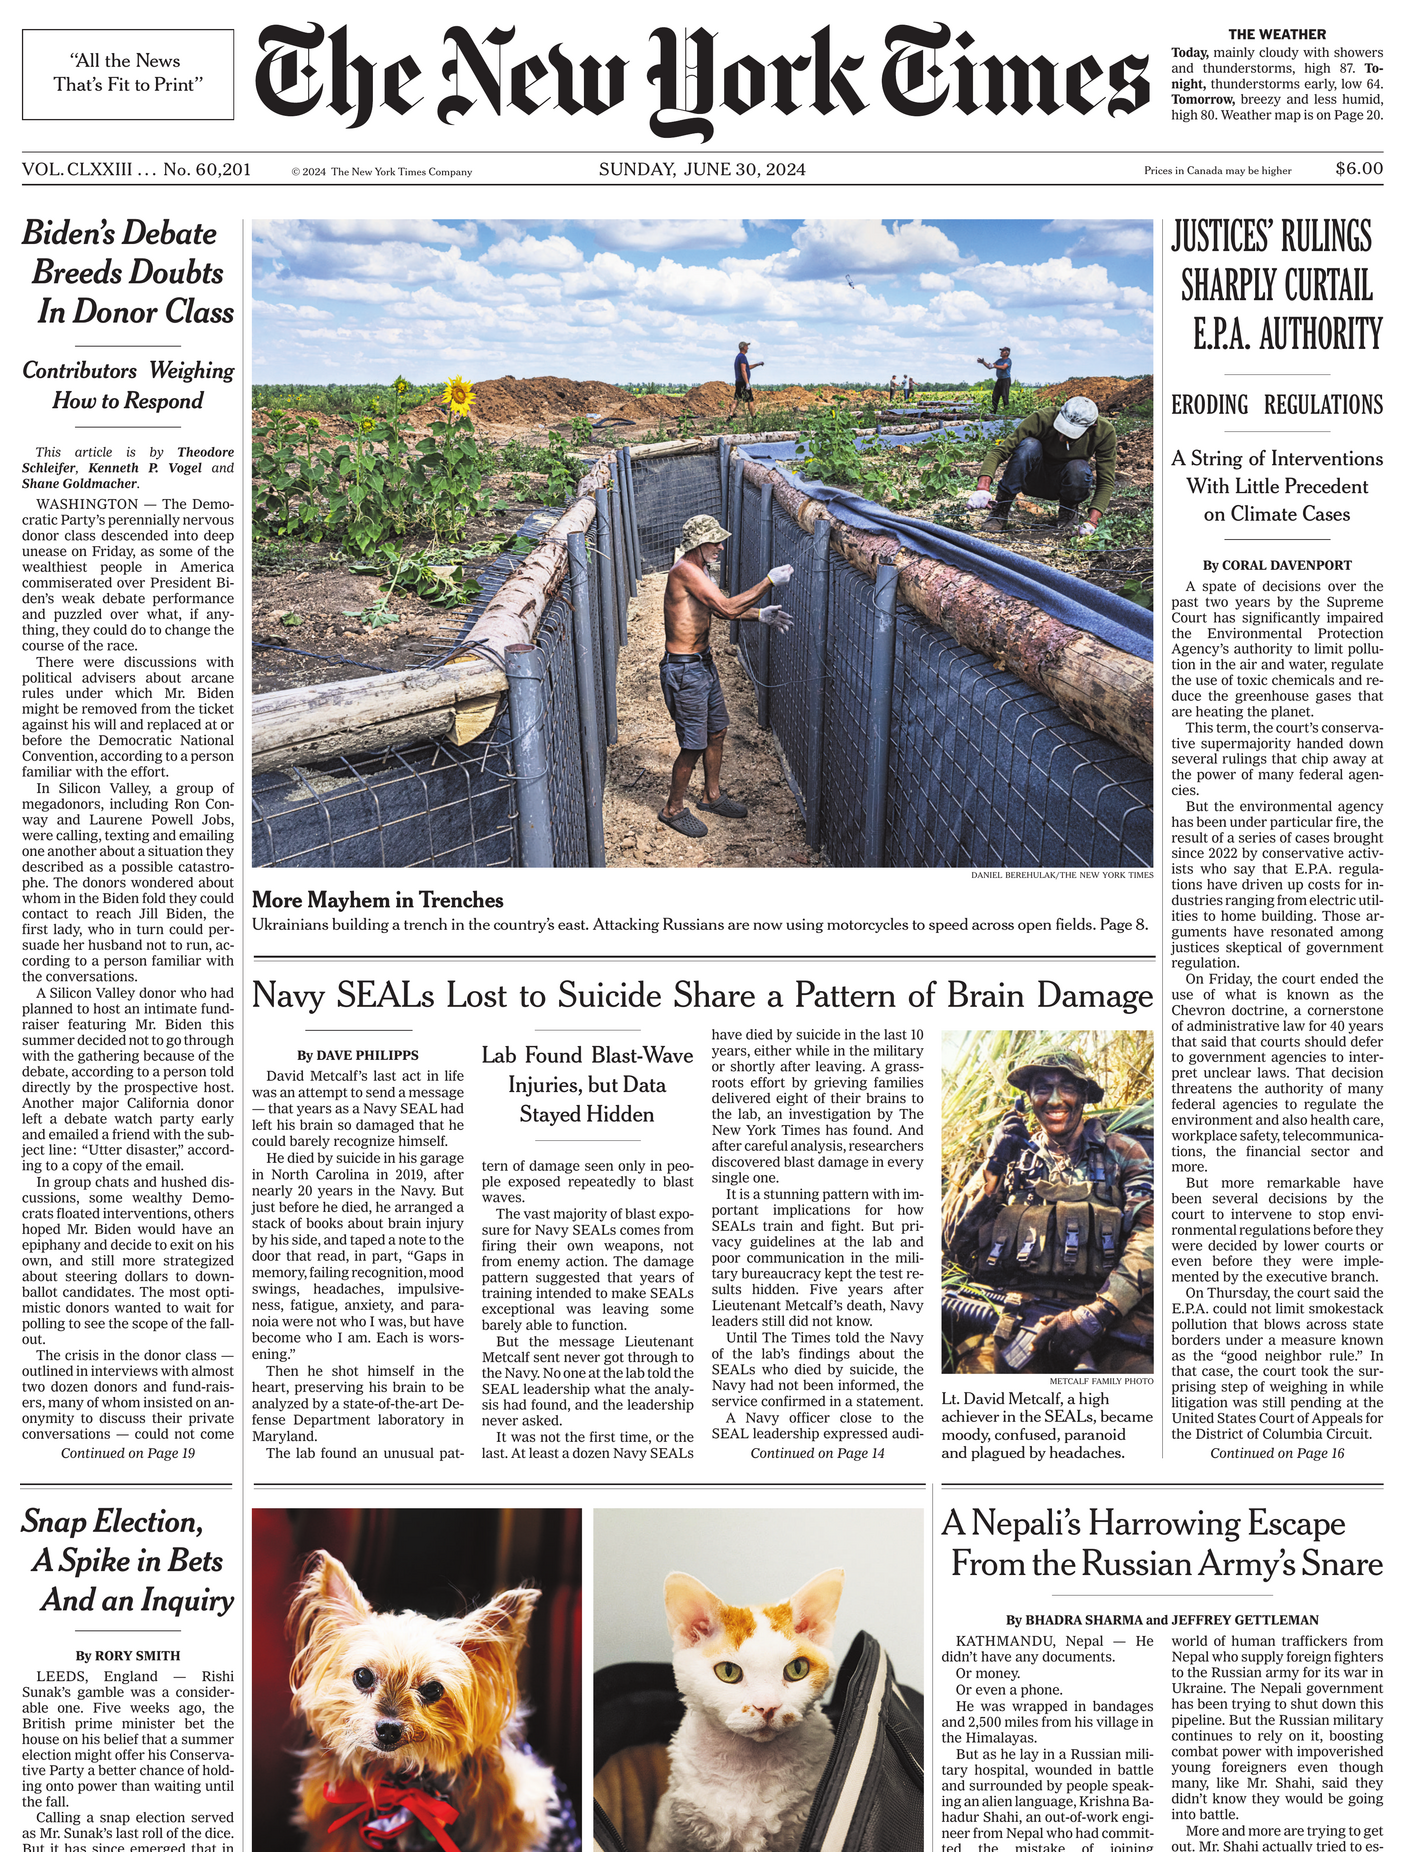 "All the News
That's Fit to Print"
The New York Times
THE WEATHER
Today, mainly cloudy with showers
and thunderstorms, high 87. To-
night, thunderstorms early, low 64.
Tomorrow, breezy and less humid,
high 80. Weather map is on Page 20.
VOL. CLXXIII . . . No. 60,201
© 2024 The New York Times Company
SUNDAY, JUNE 30, 2024
Prices in Canada may be higher
$6.00
Biden's Debate
Breeds Doubts
In Donor Class
Contributors Weighing
How to Respond
This article is by Theodore
Schleifer, Kenneth P. Vogel and
Shane Goldmacher.
WASHINGTON — The Demo-
cratic Party's perennially nervous
donor class descended into deep
unease on Friday, as some of the
wealthiest people in America
commiserated over President Bi-
den's weak debate performance
and puzzled over what, if any-
thing, they could do to change the
course of the race.
There were discussions with
political advisers about arcane
rules under which Mr. Biden
might be removed from the ticket
against his will and replaced at or
before the Democratic National
Convention, according to a person
familiar with the effort.
In Silicon Valley, a group of
megadonors, including Ron Con-
way and Laurene Powell Jobs,
were calling, texting and emailing
one another about a situation they
described as a possible catastro-
phe. The donors wondered about
whom in the Biden fold they could
contact to reach Jill Biden, the
first lady, who in turn could per-
suade her husband not to run, ac-
cording to a person familiar with
the conversations.
A Silicon Valley donor who had
planned to host an intimate fund-
raiser featuring Mr. Biden this
summer decided not to go through
with the gathering because of the
debate, according to a person told
directly by the prospective host.
Another major California donor
left a debate watch party early
and emailed a friend with the sub-
ject line: "Utter disaster," accord-
ing to a copy of the email.
In group chats and hushed dis-
cussions, some wealthy Demo-
crats floated interventions, others
hoped Mr. Biden would have an
epiphany and decide to exit on his
own, and still more strategized
about steering dollars to down-
ballot candidates. The most opti-
mistic donors wanted to wait for
polling to see the scope of the fall-
out.
The crisis in the donor class —
outlined in interviews with almost
two dozen donors and fund-rais-
ers, many of whom insisted on an-
onymity to discuss their private
conversations — could not come
Continued on Page 19
DANIEL BEREHULAK/THE NEW YORK TIMES
More Mayhem in Trenches
Ukrainians building a trench in the country's east. Attacking Russians are now using motorcycles to speed across open fields. Page 8.
Navy SEALs Lost to Suicide Share a Pattern of Brain Damage
By DAVE PHILIPPS
David Metcalf's last act in life
was an attempt to send a message
— that years as a Navy SEAL had
left his brain so damaged that he
could barely recognize himself.
He died by suicide in his garage
in North Carolina in 2019, after
nearly 20 years in the Navy. But
just before he died, he arranged a
stack of books about brain injury
by his side, and taped a note to the
door that read, in part, "Gaps in
memory, failing recognition, mood
swings, headaches, impulsive-
ness, fatigue, anxiety, and para-
noia were not who I was, but have
become who I am. Each is wors-
ening."
Then he shot himself in the
heart, preserving his brain to be
analyzed by a state-of-the-art De-
fense Department laboratory in
Maryland.
The lab found an unusual pat-
Lab Found Blast-Wave
Injuries, but Data
Stayed Hidden
tern of damage seen only in peo-
ple exposed repeatedly to blast
waves.
The vast majority of blast expo-
sure for Navy SEALs comes from
firing their own weapons, not
from enemy action. The damage
pattern suggested that years of
training intended to make SEALs
exceptional was leaving some
barely able to function.
But the message Lieutenant
Metcalf sent never got through to
the Navy. No one at the lab told the
SEAL leadership what the analy-
sis had found, and the leadership
never asked.
It was not the first time, or the
last. At least a dozen Navy SEALs
have died by suicide in the last 10
years, either while in the military
or shortly after leaving. A grass-
roots effort by grieving families
delivered eight of their brains to
the lab, an investigation by The
New York Times has found. And
after careful analysis, researchers
discovered blast damage in every
single one.
It is a stunning pattern with im-
portant implications for how
SEALs train and fight. But pri-
vacy guidelines at the lab and
poor communication in the mili-
tary bureaucracy kept the test re-
sults hidden. Five years after
Lieutenant Metcalf's death, Navy
leaders still did not know.
Until The Times told the Navy
of the lab's findings about the
SEALs who died by suicide, the
Navy had not been informed, the
service confirmed in a statement.
A Navy officer close to the
SEAL leadership expressed audi-
Continued on Page 14
METCALF FAMILY PHOTO
Lt. David Metcalf, a high
achiever in the SEALs, became
moody, confused, paranoid
and plagued by headaches.
JUSTICES' RULINGS
SHARPLY CURTAIL
E.P.A. AUTHORITY
ERODING REGULATIONS
A String of Interventions
With Little Precedent
on Climate Cases
By CORAL DAVENPORT
A spate of decisions over the
past two years by the Supreme
Court has significantly impaired
the Environmental Protection
Agency's authority to limit pollu-
tion in the air and water, regulate
the use of toxic chemicals and re-
duce the greenhouse gases that
are heating the planet.
This term, the court's conserva-
tive supermajority handed down
several rulings that chip away at
the power of many federal agen-
cies.
But the environmental agency
has been under particular fire, the
result of a series of cases brought
since 2022 by conservative activ-
ists who say that E.P.A. regula-
tions have driven up costs for in-
dustries ranging from electric util-
ities to home building. Those ar-
guments have resonated among
justices skeptical of government
regulation.
On Friday, the court ended the
use of what is known as the
Chevron doctrine, a cornerstone
of administrative law for 40 years
that said that courts should defer
to government agencies to inter-
pret unclear laws. That decision
threatens the authority of many
federal agencies to regulate the
environment and also health care,
workplace safety, telecommunica-
tions, the financial sector and
more.
But more remarkable have
been several decisions by the
court to intervene to stop envi-
ronmental regulations before they
were decided by lower courts or
even before they were imple-
mented by the executive branch.
On Thursday, the court said the
E.P.A. could not limit smokestack
pollution that blows across state
borders under a measure known
as the "good neighbor rule." In
that case, the court took the sur-
prising step of weighing in while
litigation was still pending at the
United States Court of Appeals for
the District of Columbia Circuit.
Continued on Page 16
Snap Election,
A Spike in Bets
And an Inquiry
By RORY SMITH
LEEDS, England — Rishi
Sunak's gamble was a consider-
able one. Five weeks ago, the
British prime minister bet the
house on his belief that a summer
election might offer his Conserva-
tive Party a better chance of hold-
ing onto power than waiting until
the fall.
Calling a snap election served
as Mr. Sunak's last roll of the dice.
But it has since emerged that in
A Nepali's Harrowing Escape
From the Russian Army's Snare
By BHADRA SHARMA and JEFFREY GETTLEMAN
KATHMANDU, Nepal — He
didn't have any documents.
Or money.
Or even a phone.
He was wrapped in bandages
and 2,500 miles from his village in
the Himalayas.
But as he lay in a Russian mili-
tary hospital, wounded in battle
and surrounded by people speak-
ing an alien language, Krishna Ba-
hadur Shahi, an out-of-work engi-
neer from Nepal who had commit-
ted the mistake of joining
world of human traffickers from
Nepal who supply foreign fighters
to the Russian army for its war in
Ukraine. The Nepali government
has been trying to shut down this
pipeline. But the Russian military
continues to rely on it, boosting
combat power with impoverished
young foreigners even though
many, like Mr. Shahi, said they
didn't know they would be going
into battle.
More and more are trying to get
out. Mr. Shahi actually tried to es-